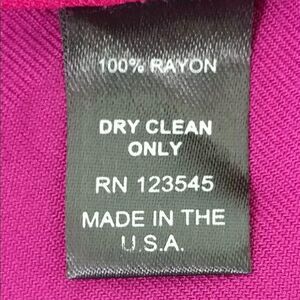 100% RAYON
DRY CLEAN
ONLY
RN 123545
MADE IN THE
U.S.A.